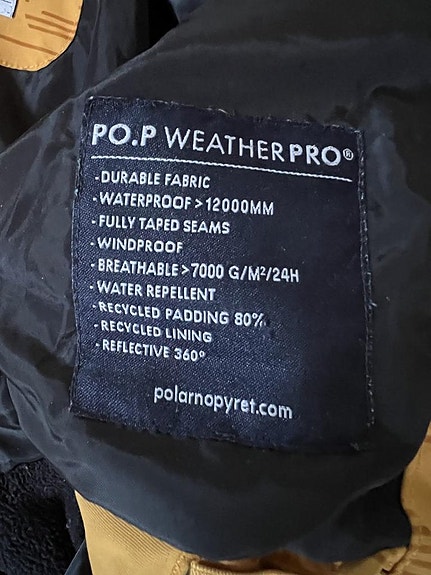 PO.P WEATHERPRO®
-DURABLE FABRIC
-WATERPROOF>12000MM
-FULLY TAPED SEAMS
-WINDPROOF
-BREATHABLE>7000 G/M²/24H
-WATER REPELLENT
-RECYCLED PADDING 80%
-RECYCLED LINING
-REFLECTIVE 360°
polarnopyret.com